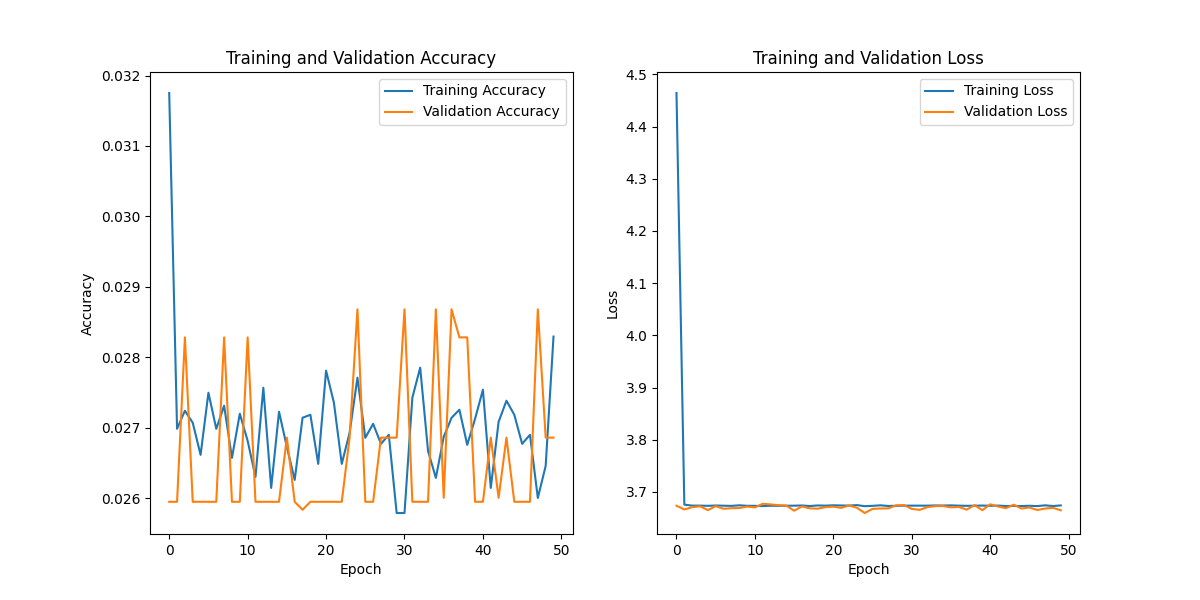 Training and Validation Accuracy
Training Accuracy
Validation Accuracy
0.032
0.031
0.030
0.029
0.028
0.027
0.026
Accuracy
0
10
20
30
40
50
Epoch
Training and Validation Loss
Training Loss
Validation Loss
4.5
4.4
4.3
4.2
4.1
4.0
3.9
3.8
3.7
Loss
0
10
20
30
40
50
Epoch